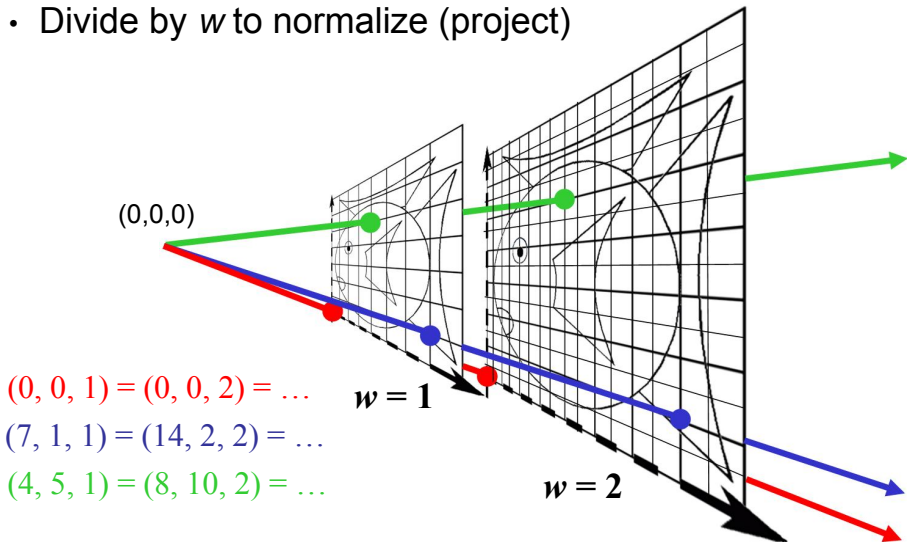 • Divide by w to normalize (project)
(0,0,0)
(0, 0, 1) = (0, 0, 2) = …
(7, 1, 1) = (14, 2, 2) = …
(4, 5, 1) = (8, 10, 2) = …
w = 1
w = 2